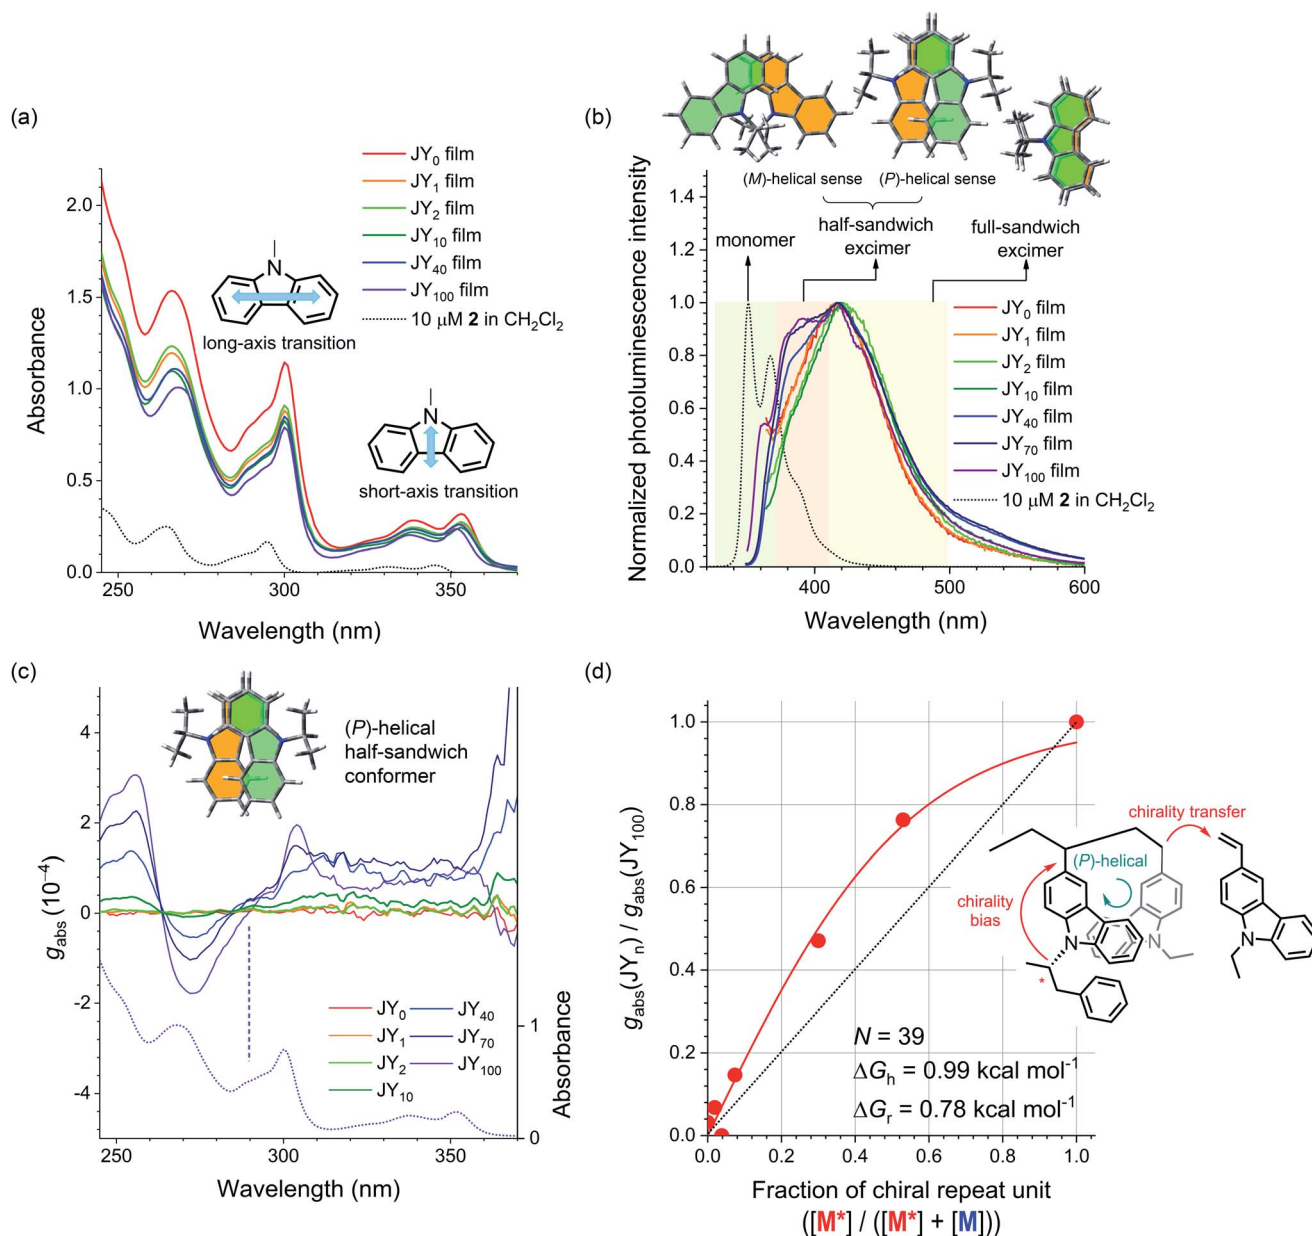 (a)
2.0
1.5
1.0
0.5
0.0
Absorbance
250
300
350
Wavelength (nm)
JY0 film
JY1 film
JY2 film
JY10 film
JY40 film
JY100 film
10 μM 2 in CH2Cl2
N
long-axis transition
N
short-axis transition
(b)
(M)-helical sense
(P)-helical sense
monomer
half-sandwich
excimer
full-sandwich
excimer
1.4
1.2
1.0
0.8
0.6
0.4
0.2
0.0
Normalized photoluminescence intensity
400
500
600
Wavelength (nm)
JY0 film
JY1 film
JY2 film
JY10 film
JY40 film
JY70 film
JY100 film
10 μM 2 in CH2Cl2
(c)
(P)-helical
half-sandwich
conformer
4
2
0
-2
-4
gabs (10⁻⁴)
1
0
Absorbance
JY0
JY1
JY2
JY10
JY40
JY70
JY100
250
300
350
Wavelength (nm)
(d)
1.0
0.8
0.6
0.4
0.2
0.0
gabs(JYn) / gabs(JY100)
chirality transfer
(P)-helical
chirality
bias
N
N
N
*
N = 39
ΔGh = 0.99 kcal mol⁻¹
ΔGr = 0.78 kcal mol⁻¹
0.0
0.2
0.4
0.6
0.8
1.0
Fraction of chiral repeat unit
([M*] / ([M*] + [M]))